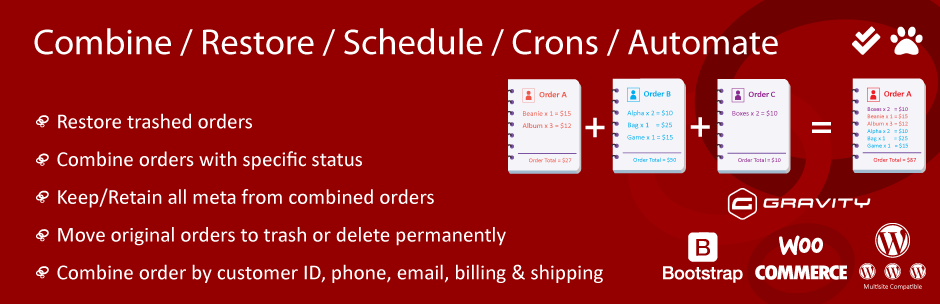 Combine / Restore / Schedule / Crons / Automate
Restore trashed orders
Combine orders with specific status
Keep/Retain all meta from combined orders
Move original orders to trash or delete permanently
Combine order by customer ID, phone, email, billing & shipping
Order A
Beanie x 1 = $15
Album x 3 = $12
Order Total = $27
+
Order B
Alpha x 2 = $10
Bag x 1 = $25
Game x 1 = $15
Order Total = $50
+
Order C
Boxes x 2 = $10
Order Total = $10
=
Order A
Boxes x 2 = $10
Beanie x 1 = $15
Album x 3 = $12
Alpha x 2 = $10
Bag x 1 = $25
Game x 1 = $15
Order Total = $87
GRAVITY
B
Bootstrap
WOO
COMMERCE
Multisite Compatible